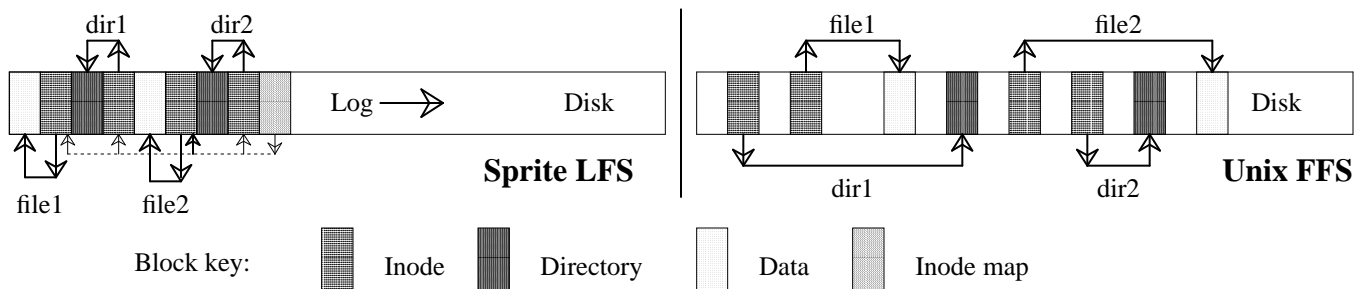 dir1 dir2
Log Disk
Sprite LFS
file1 file2
file1 file2
Disk
dir1 dir2
Unix FFS
Block key: Inode Directory Data Inode map